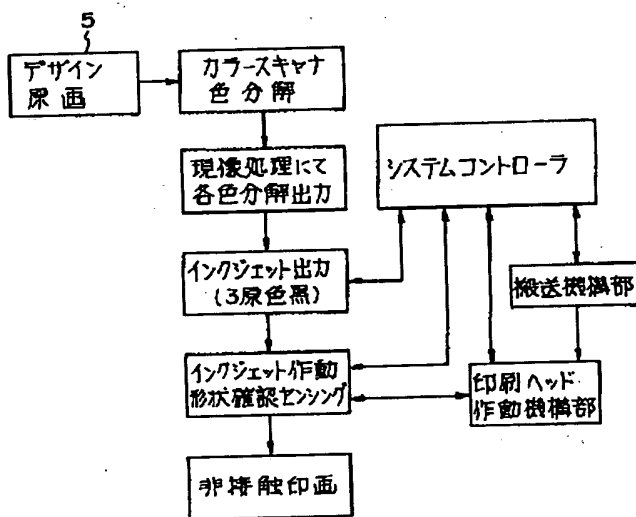 5
デザイン
原画
カラースキャナ
色分解
現像処理にて
各色分解出力
システムコントローラ
インクジェット出力
(3原色黒)
搬送機構部
インクジェット作動
形状確認センシング
印刷ヘッド
作動機構部
非接触印画